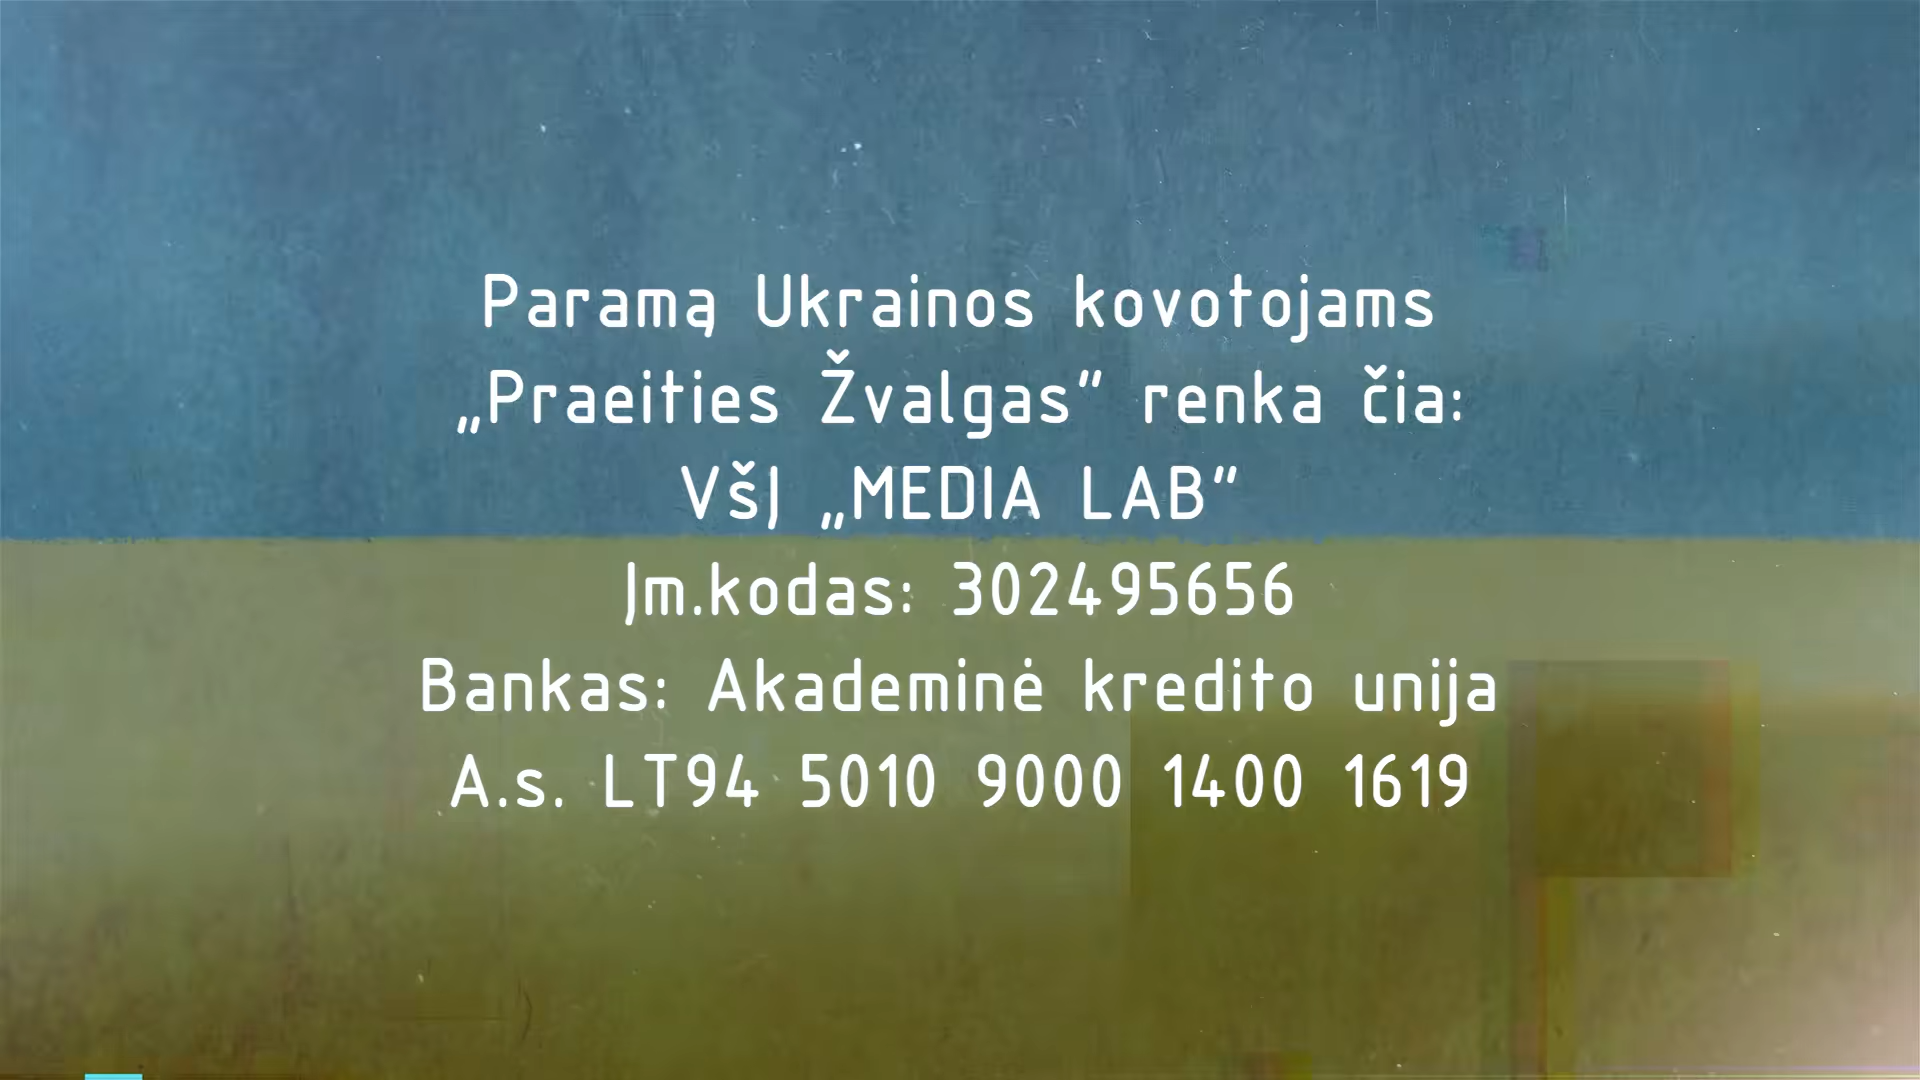 Paramą Ukrainos kovotojams
„Praeities Žvalgas“ renka čia:
VšĮ „MEDIA LAB“
Įm.kodas: 302495656
Bankas: Akademinė kredito unija
A.s. LT94 5010 9000 1400 1619